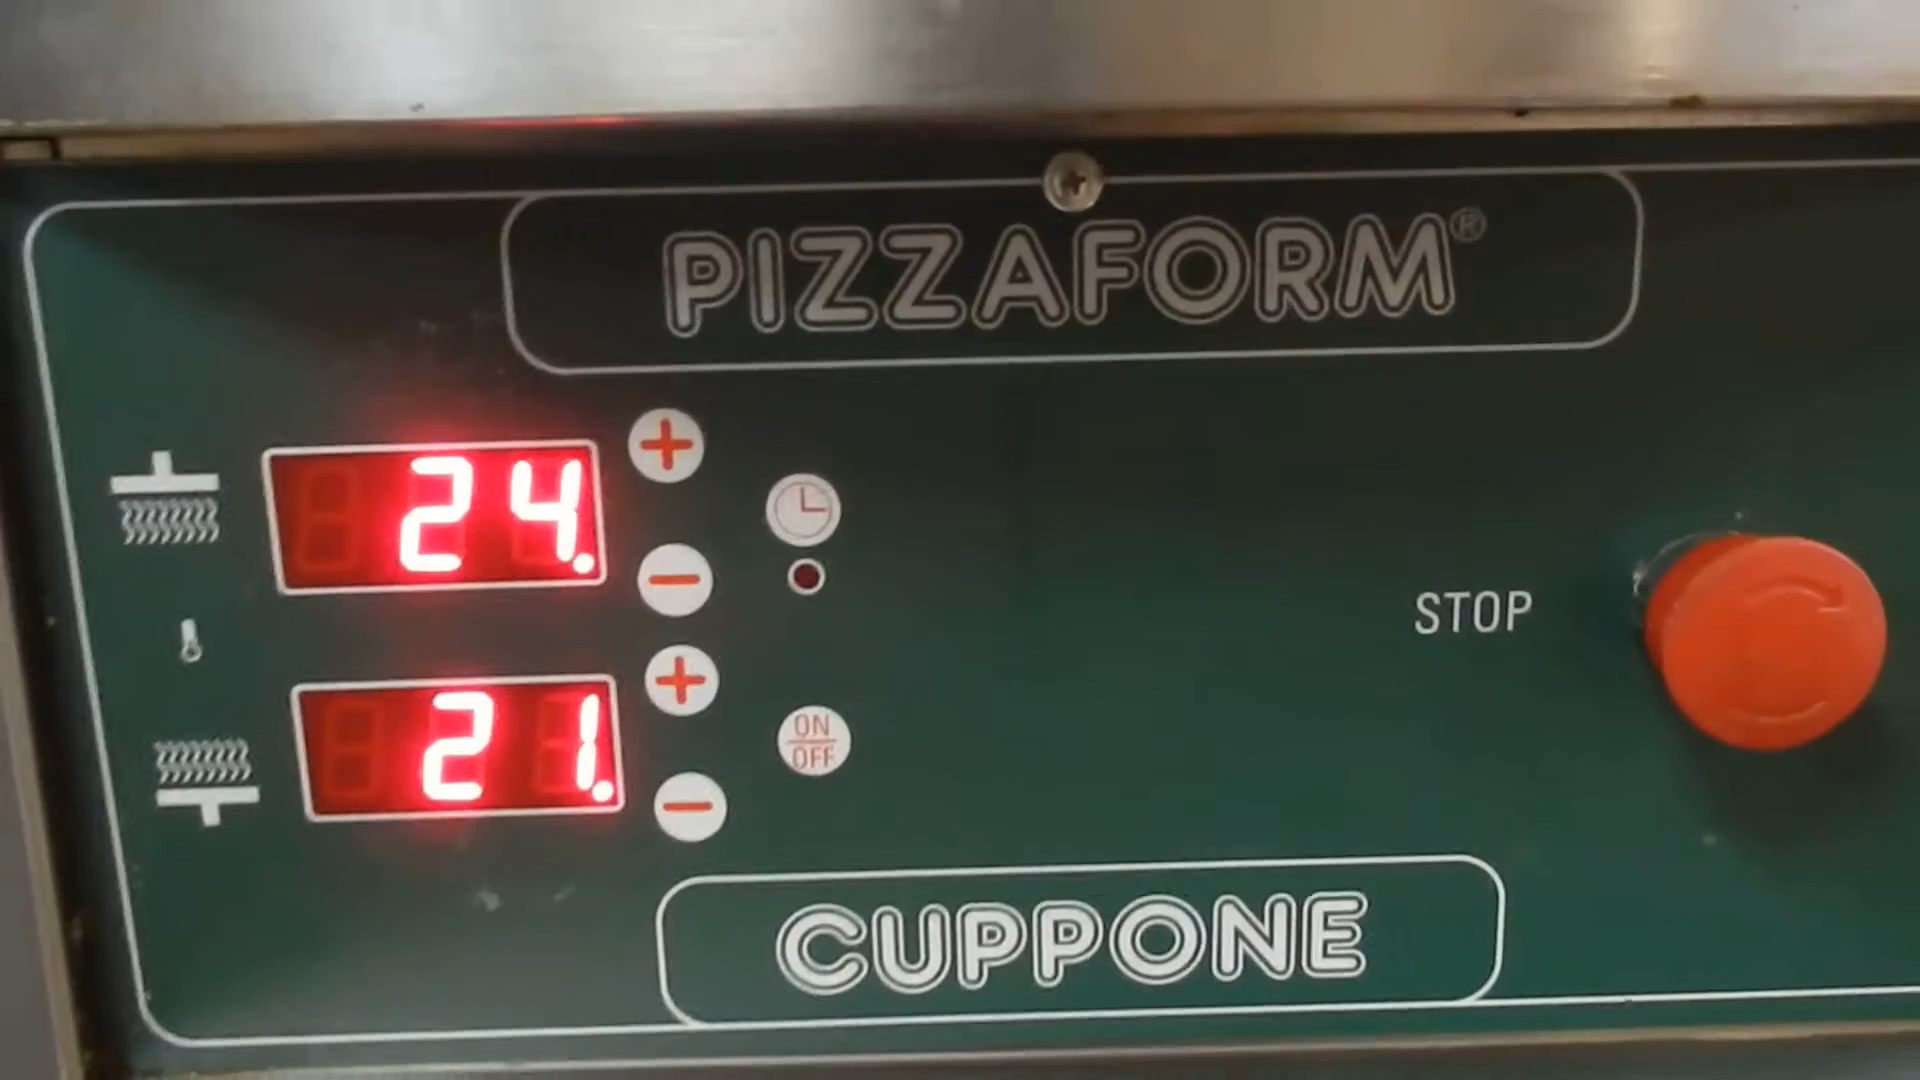 PIZZAFORM®
24.
STOP
21.
ON
OFF
CUPPONE